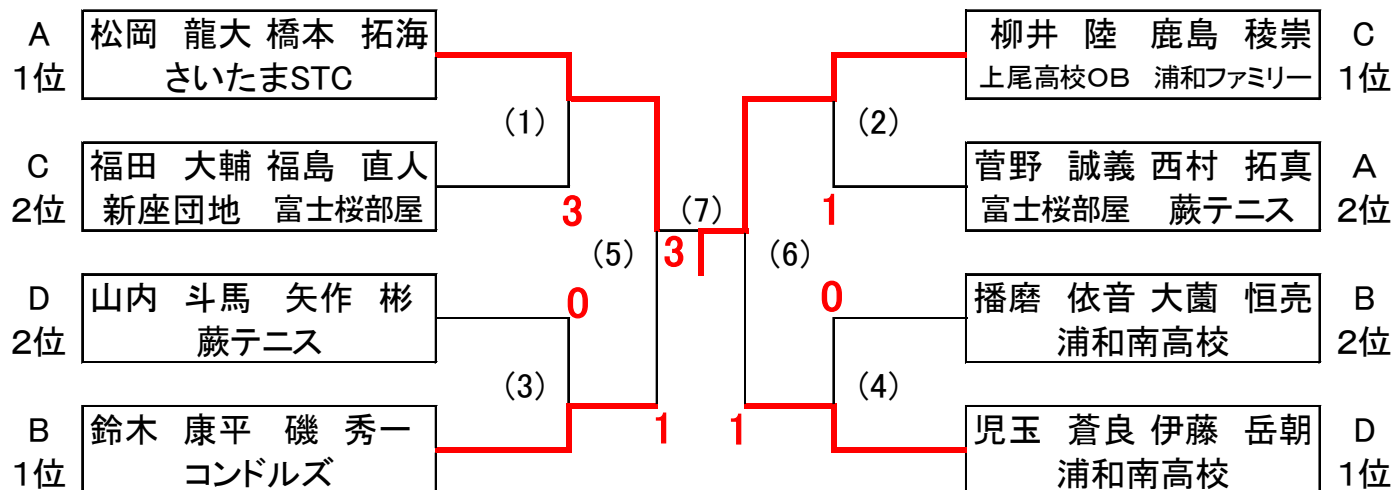 A
1位
松岡 龍大 橋本 拓海
さいたまSTC
(1)
C
2位
福田 大輔 福島 直人
新座団地 富士桜部屋
3
(5)
D
2位
山内 斗馬 矢作 彬
蕨テニス
0
(3)
B
1位
鈴木 康平 磯 秀一
コンドルズ
1
(7)
3
柳井 陸 鹿島 稜崇
上尾高校OB 浦和ファミリー
C
1位
(2)
菅野 誠義 西村 拓真
富士桜部屋 蕨テニス
A
2位
1
(6)
播磨 依音 大薗 恒亮
浦和南高校
B
2位
0
(4)
児玉 蒼良 伊藤 岳朝
浦和南高校
D
1位
1